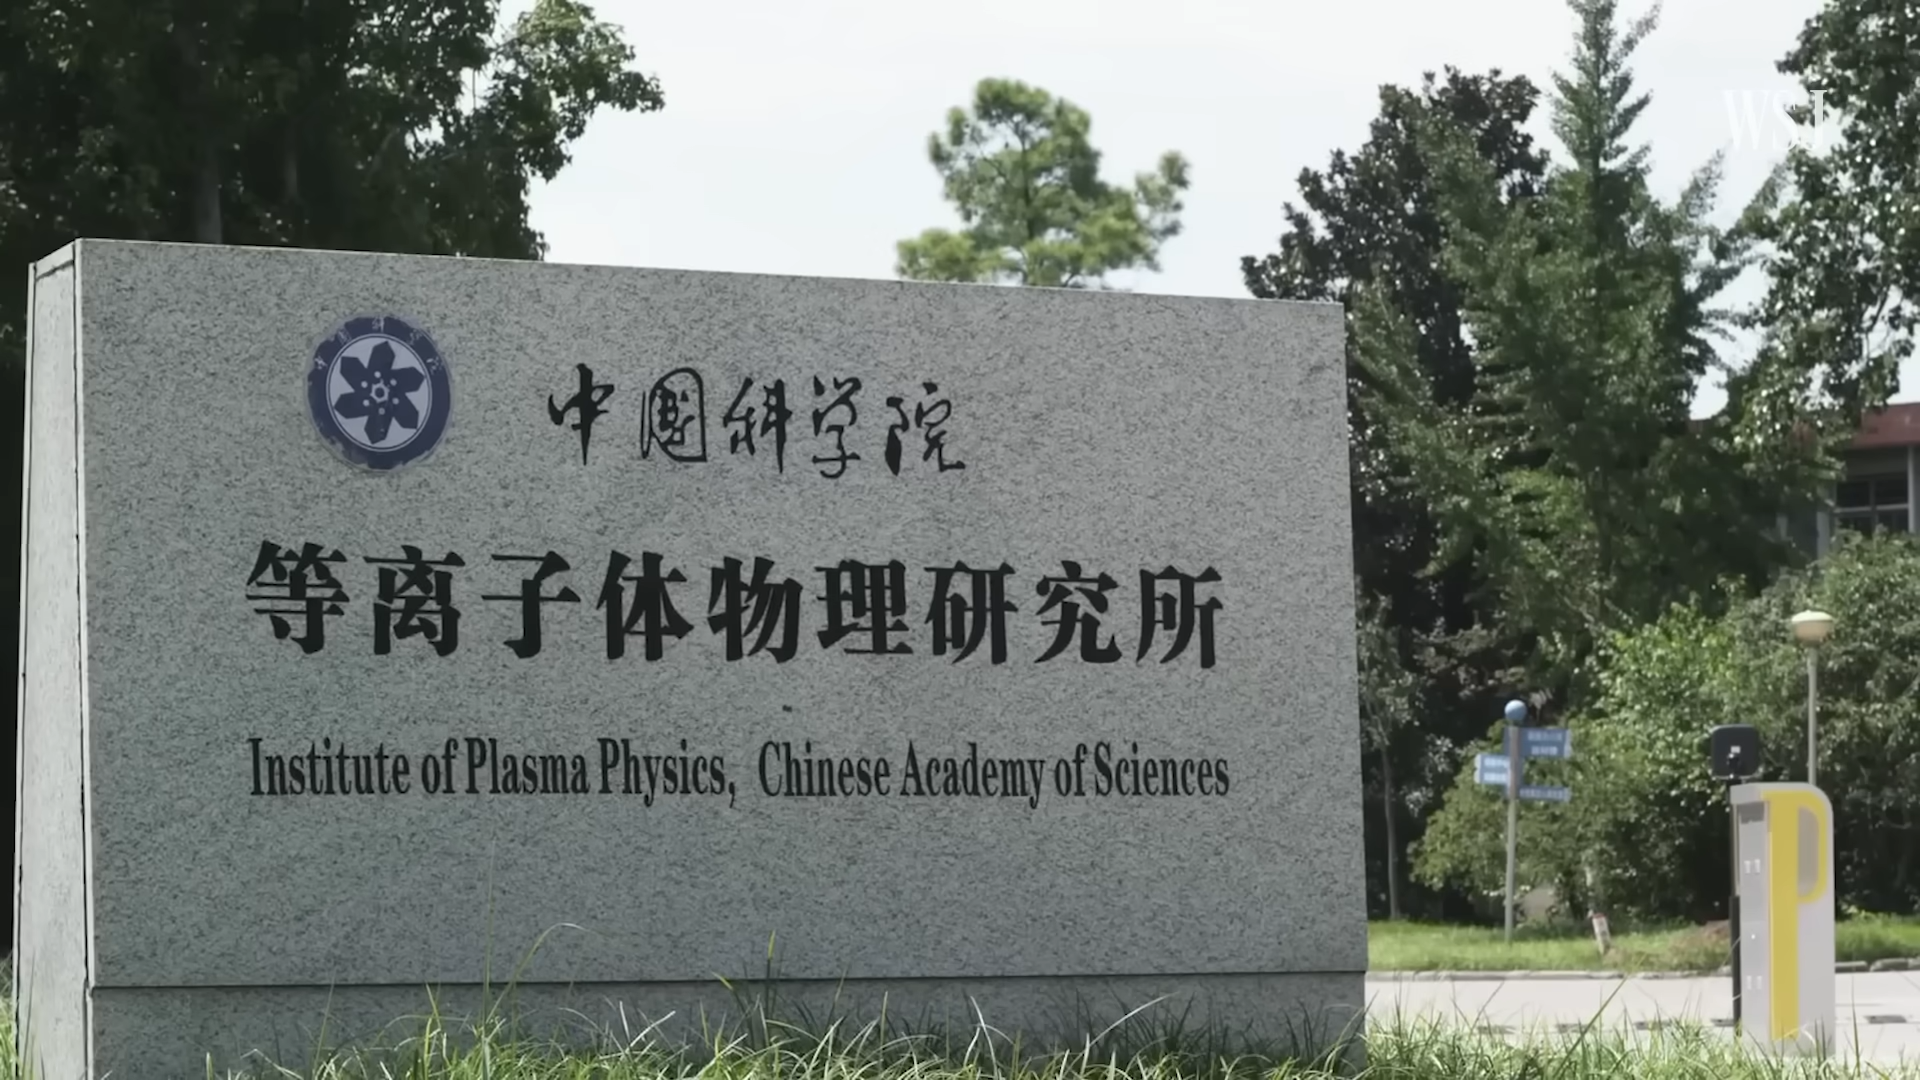 WSJ
中國科学院
等离子体物理研究所
Institute of Plasma Physics, Chinese Academy of Sciences
P